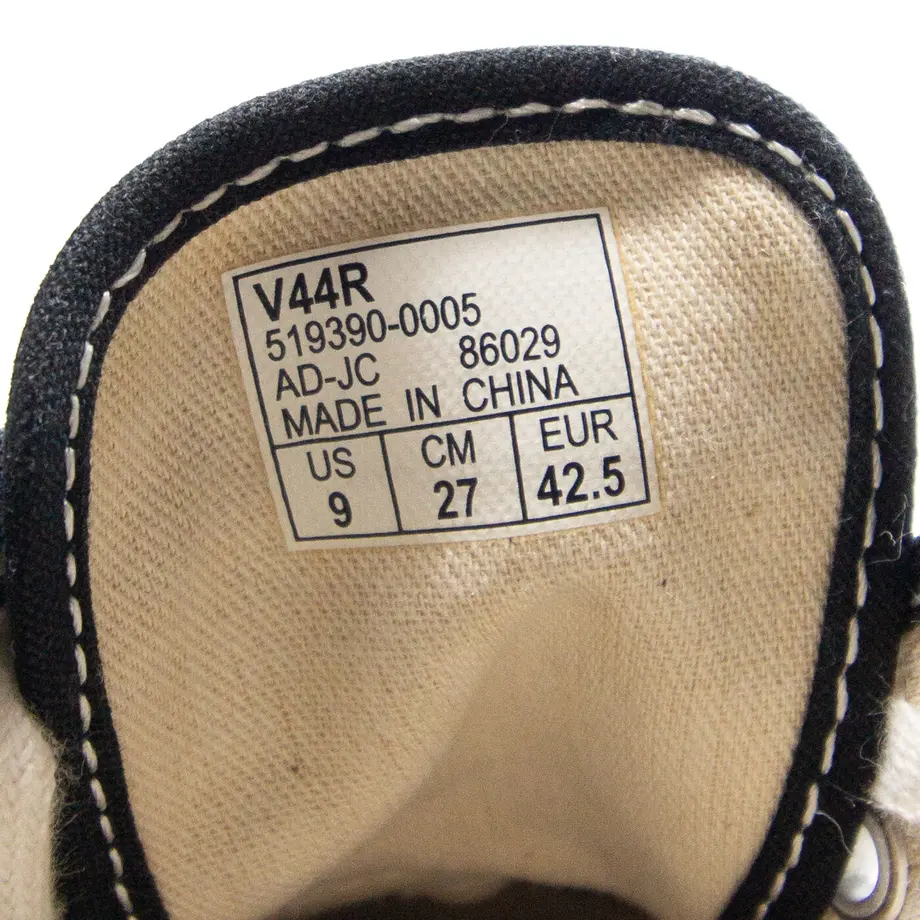 V44R
519390-0005
AD-JC 86029
MADE IN CHINA
US CM EUR
9 27 42.5